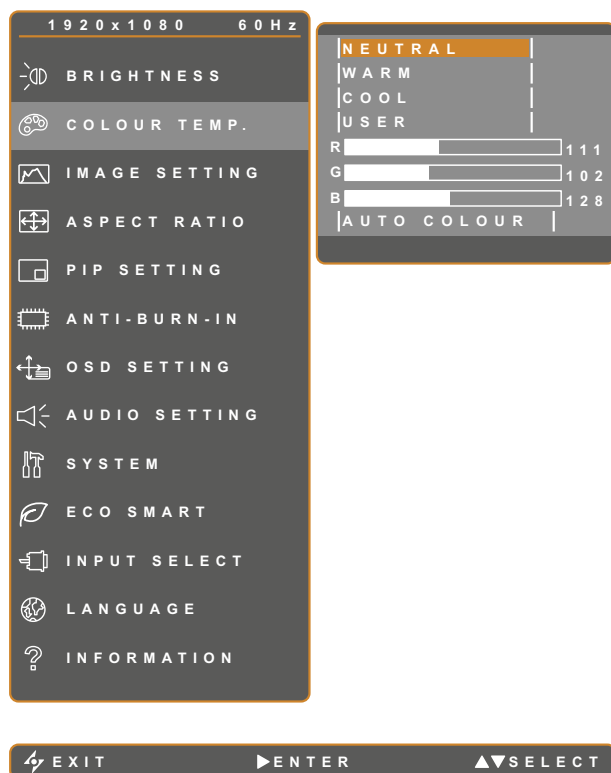 1920x1080 60Hz
BRIGHTNESS
COLOUR TEMP.
IMAGE SETTING
ASPECT RATIO
PIP SETTING
ANTI-BURN-IN
OSD SETTING
AUDIO SETTING
SYSTEM
ECO SMART
INPUT SELECT
LANGUAGE
INFORMATION
NEUTRAL
WARM
COOL
USER
R 111
G 102
B 128
AUTO COLOUR
EXIT ENTER SELECT